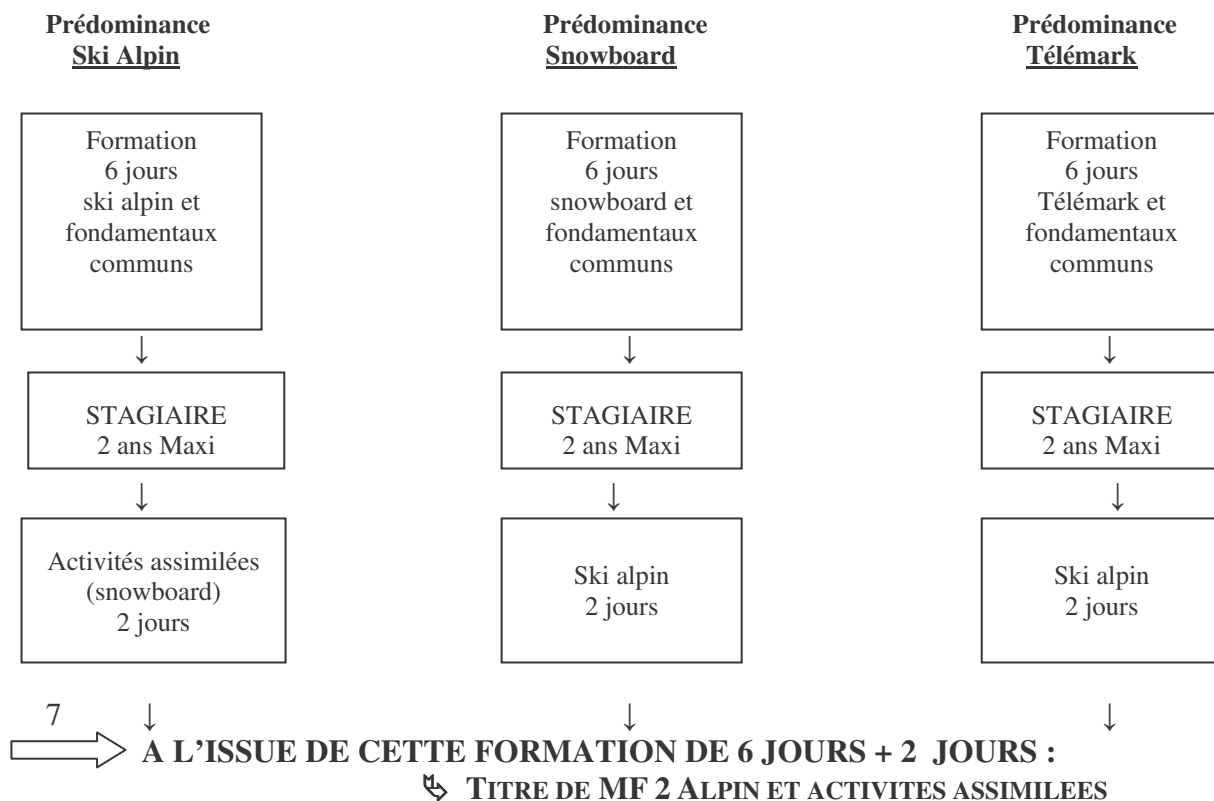 Prédominance
Ski Alpin
Prédominance
Snowboard
Prédominance
Télémark
Formation
6 jours
ski alpin et
fondamentaux
communs
Formation
6 jours
snowboard et
fondamentaux
communs
Formation
6 jours
Télémark et
fondamentaux
communs
↓
↓
↓
STAGIAIRE
2 ans Maxi
STAGIAIRE
2 ans Maxi
STAGIAIRE
2 ans Maxi
↓
↓
↓
Activités assimilées
(snowboard)
2 jours
Ski alpin
2 jours
Ski alpin
2 jours
7
↓
↓
↓
A L'ISSUE DE CETTE FORMATION DE 6 JOURS + 2 JOURS :
TITRE DE MF 2 ALPIN ET ACTIVITES ASSIMILEES